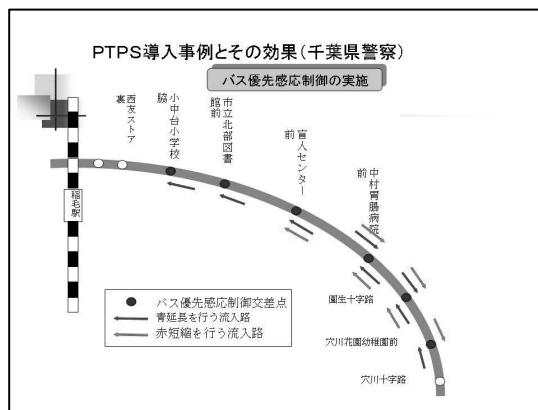 PTPS導入事例とその効果(千葉県警察)
バス優先感応制御の実施
西友ストア
裏
小中台小学校
脇
市立北部図書
館前
盲人センター
前
中村胃腸病院
前
稲毛駅
園生十字路
穴川花園幼稚園前
穴川十字路
バス優先感応制御交差点
青延長を行う流入路
赤短縮を行う流入路